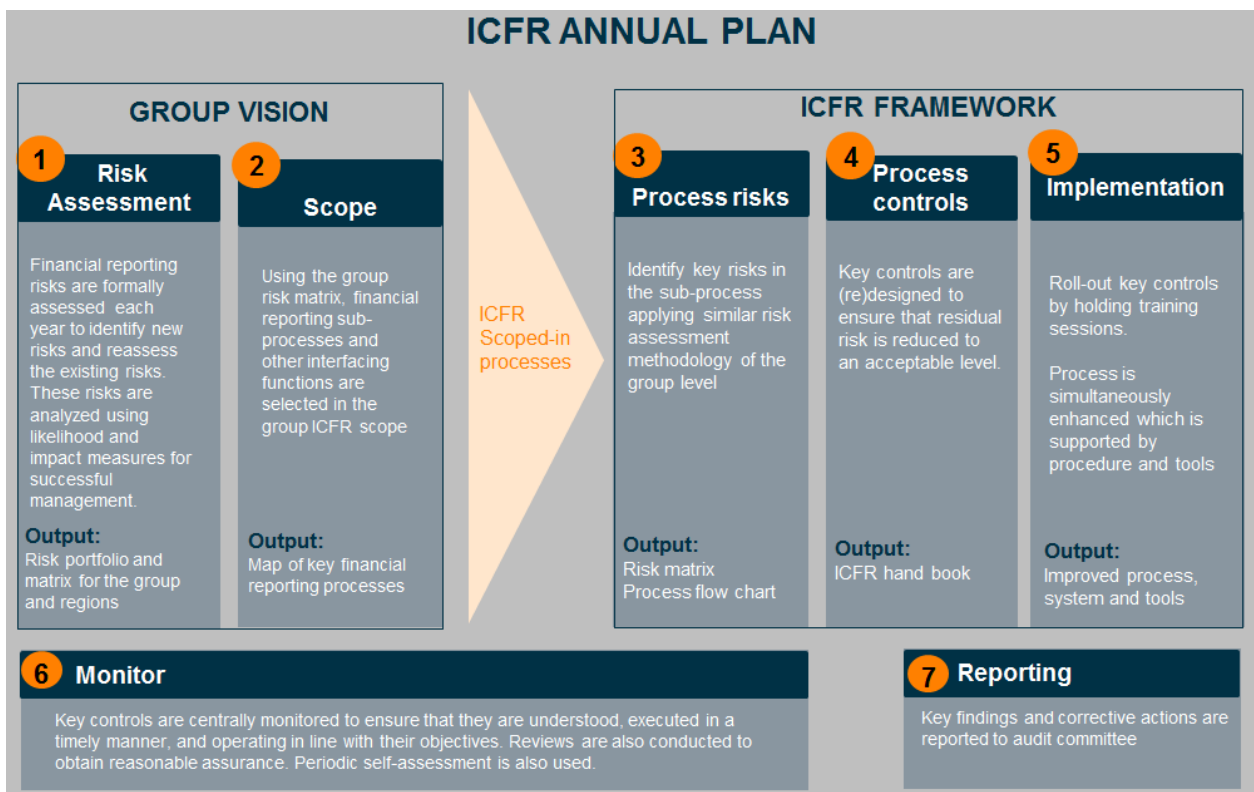 ICFR ANNUAL PLAN
GROUP VISION
1
Risk
Assessment
Financial reporting
risks are formally
assessed each
year to identify new
risks and reassess
the existing risks.
These risks are
analyzed using
likelihood and
impact measures for
successful
management.
Output:
Risk portfolio and
matrix for the group
and regions
2
Scope
Using the group
risk matrix, financial
reporting sub-
processes and
other interfacing
functions are
selected in the
group ICFR scope
Output:
Map of key financial
reporting processes
ICFR
Scoped-in
processes
ICFR FRAMEWORK
3
Process risks
Identify key risks in
the sub-process
applying similar risk
assessment
methodology of the
group level
Output:
Risk matrix
Process flow chart
4
Process
controls
Key controls are
(re)designed to
ensure that residual
risk is reduced to
an acceptable level.
Output:
ICFR hand book
5
Implementation
Roll-out key controls
by holding training
sessions.
Process is
simultaneously
enhanced which is
supported by
procedure and tools
Output:
Improved process,
system and tools
6
Monitor
Key controls are centrally monitored to ensure that they are understood, executed in a
timely manner, and operating in line with their objectives. Reviews are also conducted to
obtain reasonable assurance. Periodic self-assessment is also used.
7
Reporting
Key findings and corrective actions are
reported to audit committee